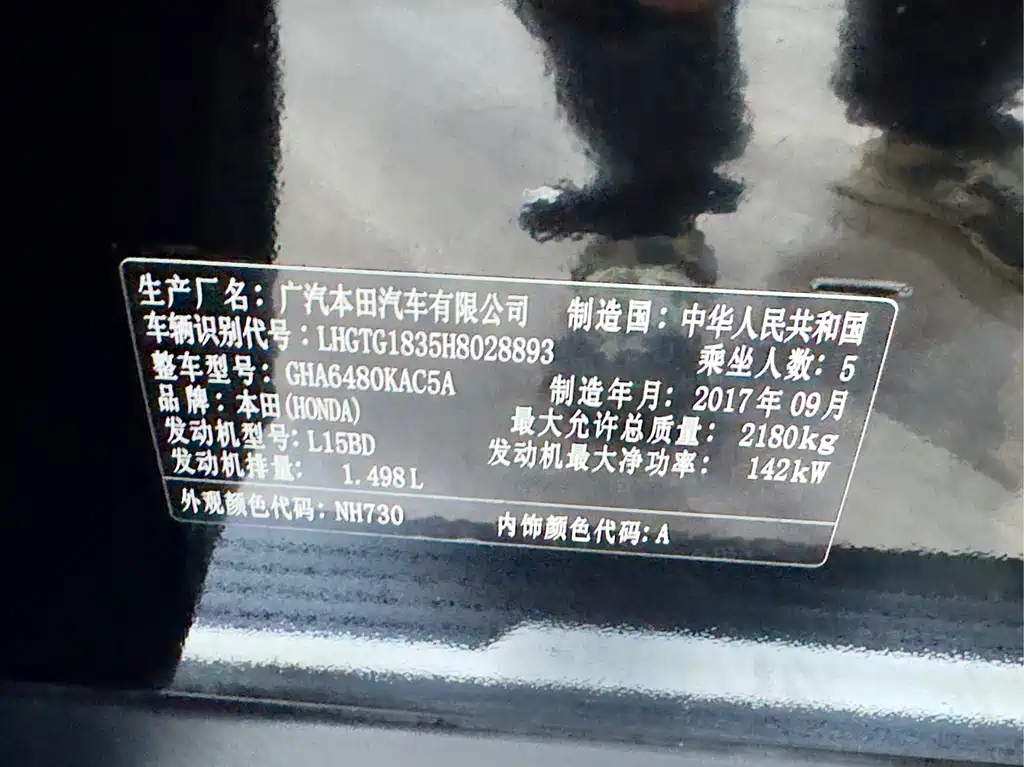 生产厂名：广汽本田汽车有限公司 制造国：中华人民共和国
车辆识别代号：LHGTG1835H8028893 乘坐人数：5
整车型号：GHA6480KAC5A 制造年月：2017年09月
品牌：本田(HONDA) 最大允许总质量：2180kg
发动机型号：L15BD 发动机最大净功率：142kW
发动机排量：1.498L
外观颜色代码：NH730 内饰颜色代码：A